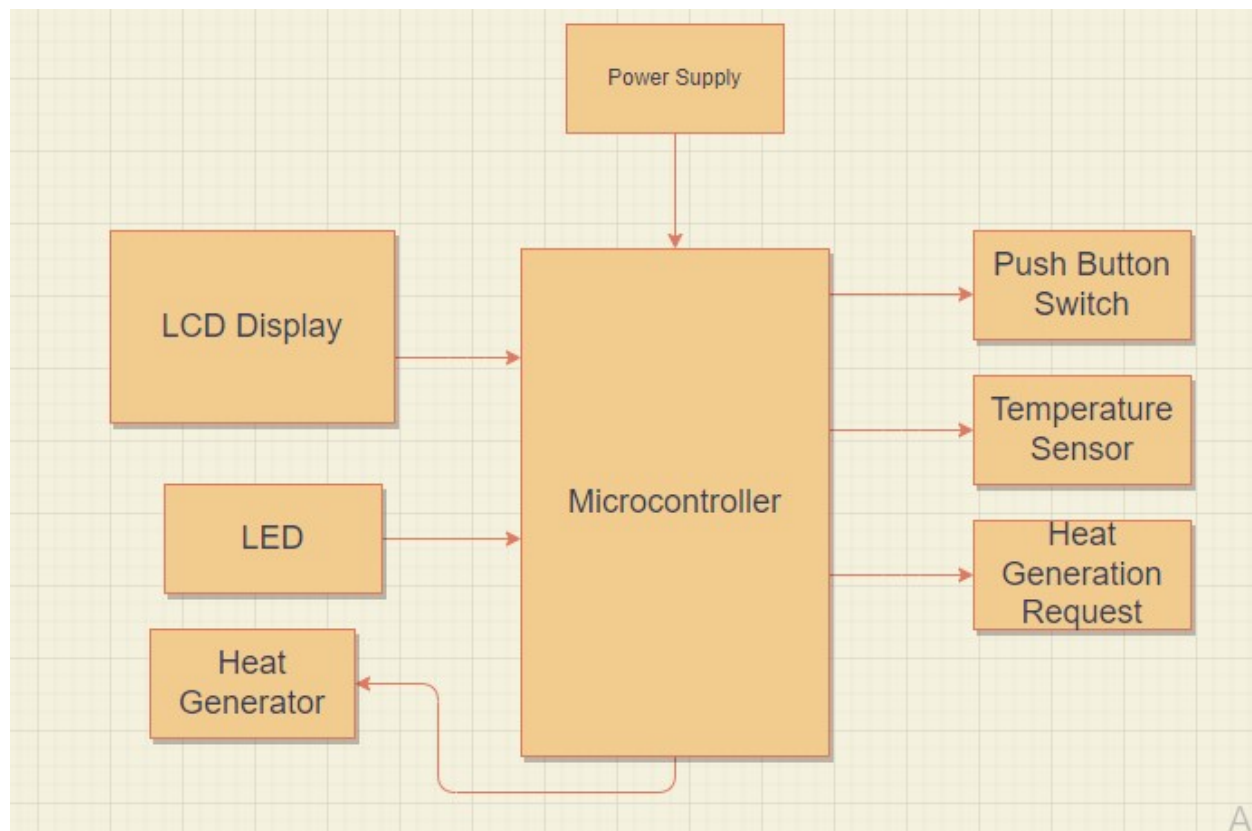 Power Supply
LCD Display
Push Button
Switch
Temperature
Sensor
Microcontroller
LED
Heat
Generation
Request
Heat
Generator
A